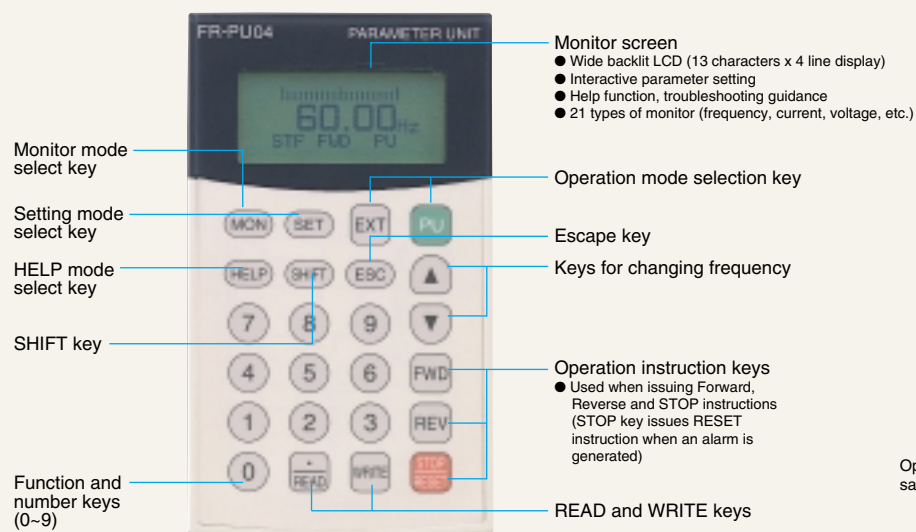 FR-PU04 PARAMETER UNIT
60.00Hz
STF FWD PU
Monitor screen
● Wide backlit LCD (13 characters x 4 line display)
● Interactive parameter setting
● Help function, troubleshooting guidance
● 21 types of monitor (frequency, current, voltage, etc.)
Monitor mode
select key
Operation mode selection key
Setting mode
select key
MON SET EXT PU
Escape key
HELP mode
select key
HELP SHIFT ESC ▲
Keys for changing frequency
7 8 9 ▼
SHIFT key
4 5 6 FWD
Operation instruction keys
● Used when issuing Forward,
Reverse and STOP instructions
(STOP key issues RESET
instruction when an alarm is
generated)
1 2 3 REV
0 READ WRITE STOP
RESET
Function and
number keys
(0~9)
READ and WRITE keys